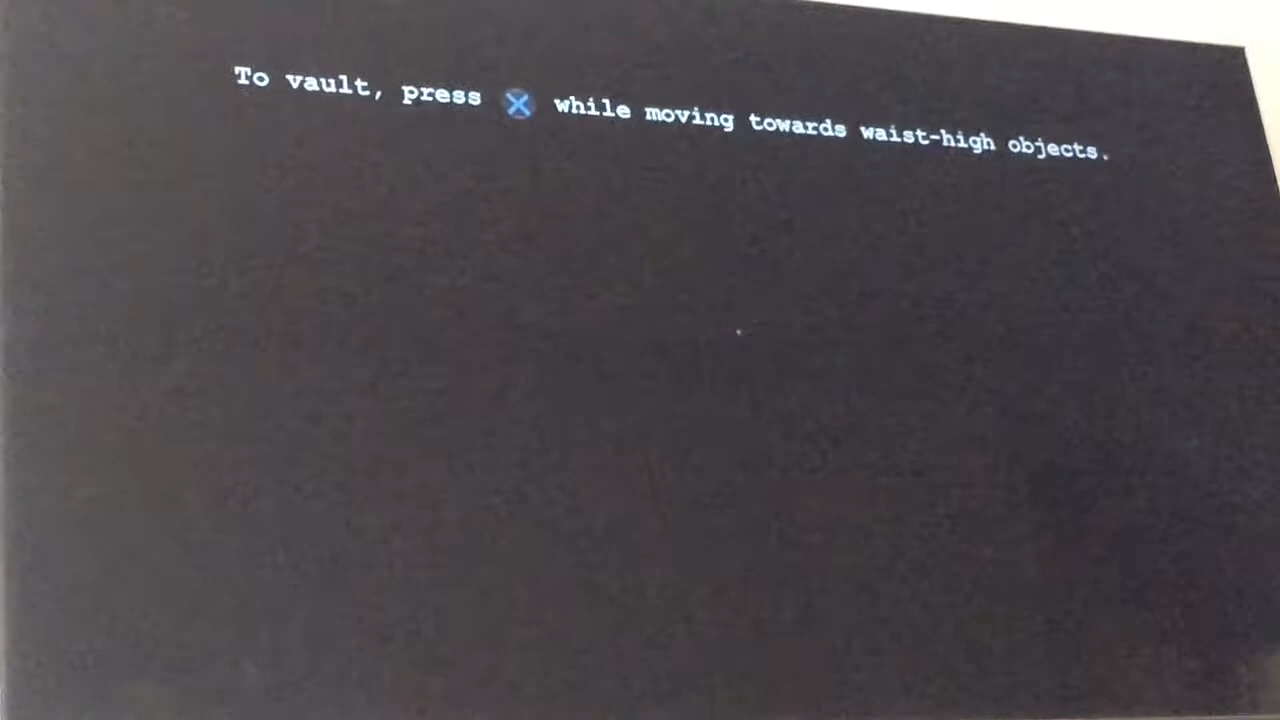 To vault, press ⓧ while moving towards waist-high objects.